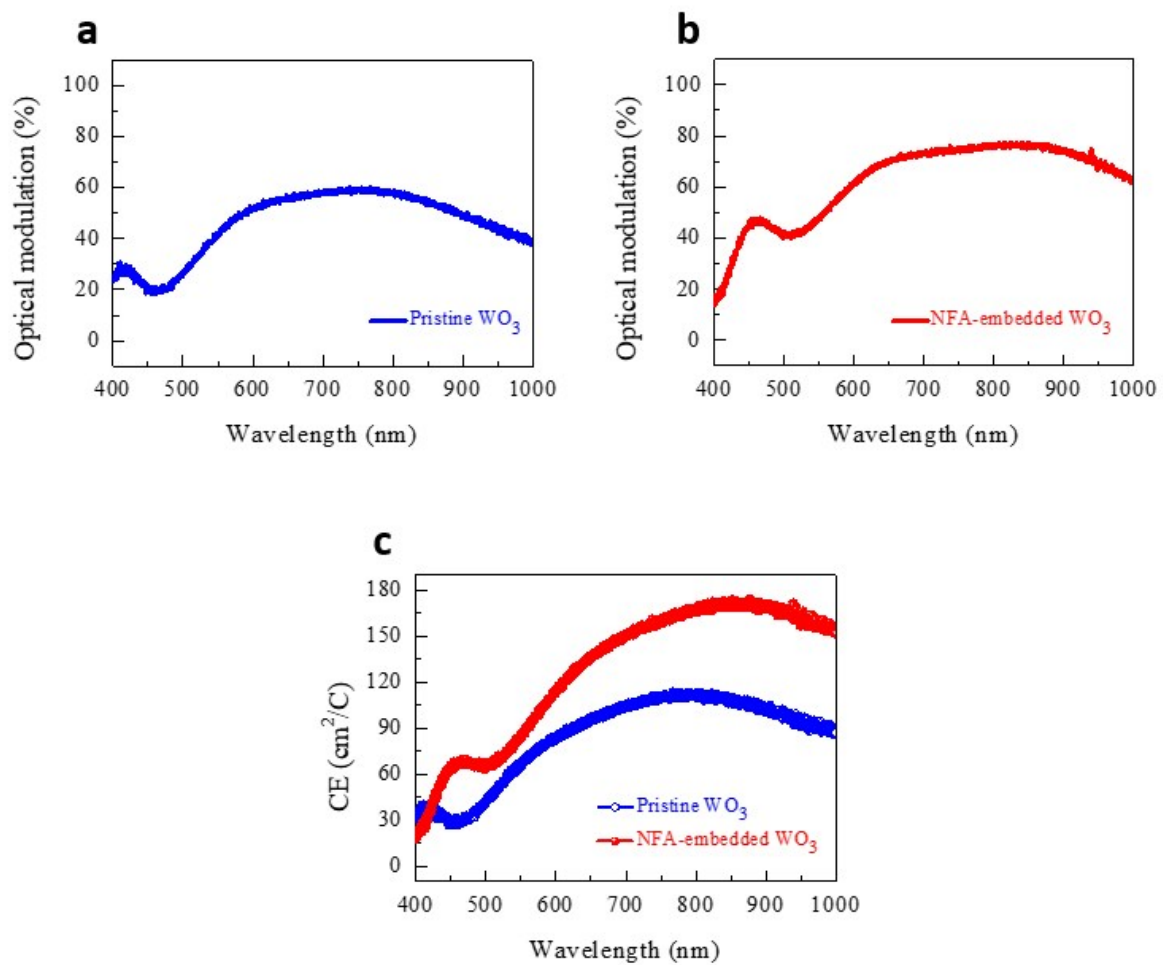 a
Optical modulation (%)
100
80
60
40
20
0
Pristine WO3
400 500 600 700 800 900 1000
Wavelength (nm)
b
Optical modulation (%)
100
80
60
40
20
0
NFA-embedded WO3
400 500 600 700 800 900 1000
Wavelength (nm)
c
CE (cm²/C)
180
150
120
90
60
30
0
Pristine WO3
NFA-embedded WO3
400 500 600 700 800 900 1000
Wavelength (nm)